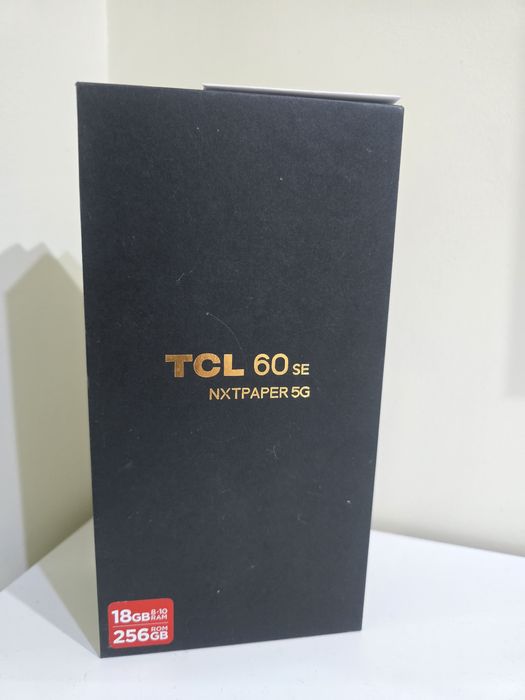 TCL 60 SE
NXTPAPER 5G
18GB 8+10 RAM
256GB ROM